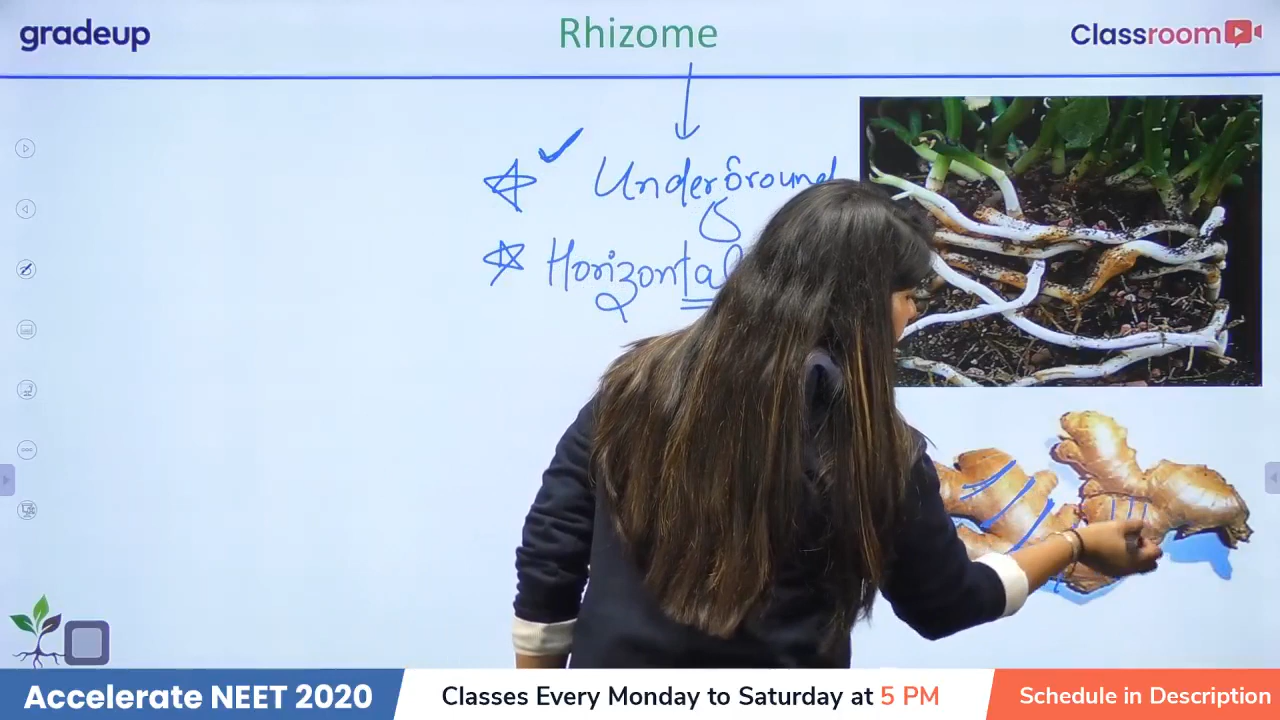 gradeup
Rhizome
Classroom
Underground
Horizontal
Accelerate NEET 2020
Classes Every Monday to Saturday at 5 PM
Schedule in Description